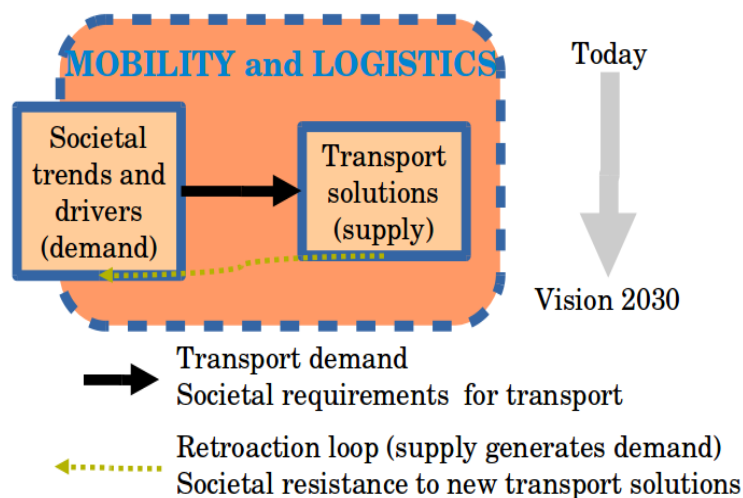 MOBILITY and LOGISTICS
Societal
trends and
drivers
(demand)
Transport
solutions
(supply)
Today
Vision 2030
Transport demand
Societal requirements for transport
Retroaction loop (supply generates demand)
Societal resistance to new transport solutions